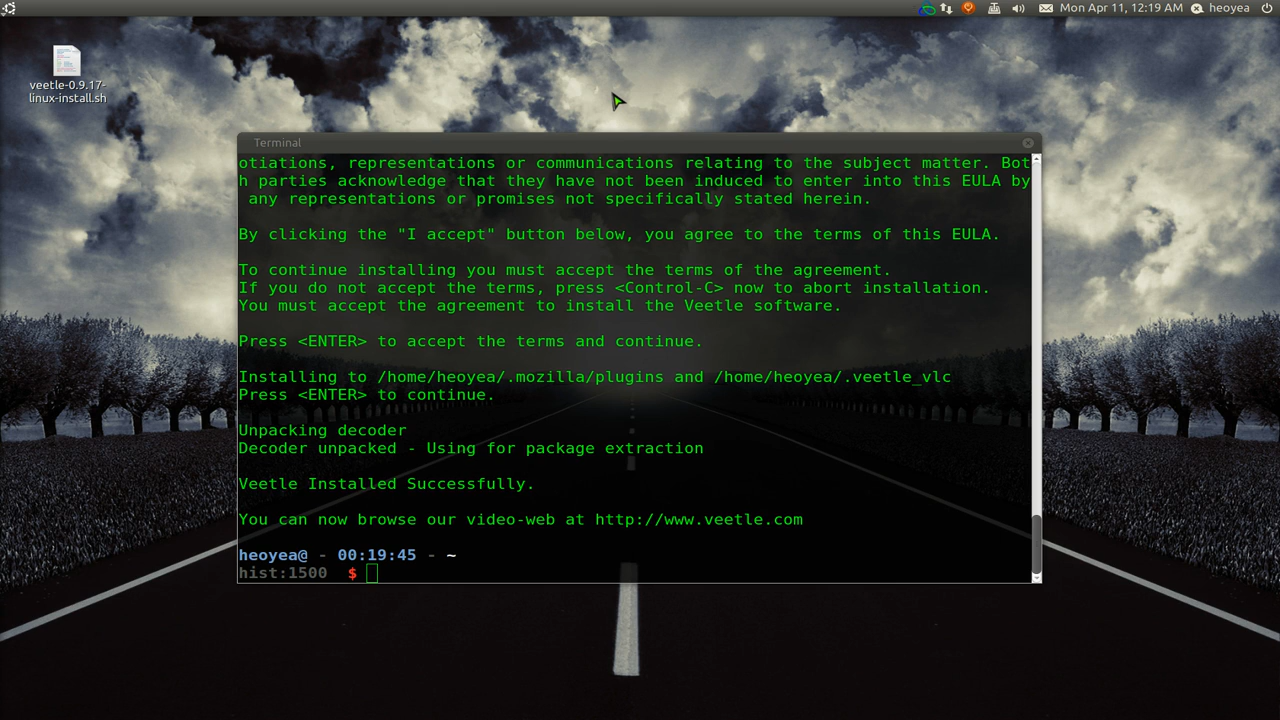 Mon Apr 11, 12:19 AM heoyea
veetle-0.9.17-
linux-install.sh
Terminal
otiations, representations or communications relating to the subject matter. Bot
h parties acknowledge that they have not been induced to enter into this EULA by
any representations or promises not specifically stated herein.
By clicking the "I accept" button below, you agree to the terms of this EULA.
To continue installing you must accept the terms of the agreement.
If you do not accept the terms, press <Control-C> now to abort installation.
You must accept the agreement to install the Veetle software.
Press <ENTER> to accept the terms and continue.
Installing to /home/heoyea/.mozilla/plugins and /home/heoyea/.veetle_vlc
Press <ENTER> to continue.
Unpacking decoder
Decoder unpacked - Using for package extraction
Veetle Installed Successfully.
You can now browse our video-web at http://www.veetle.com
heoyea@ - 00:19:45 - ~
hist:1500 $